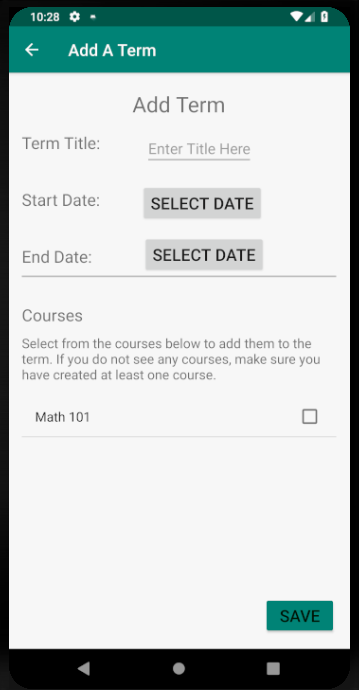 10:28
Add A Term
Add Term
Term Title:
Enter Title Here
Start Date:
SELECT DATE
End Date:
SELECT DATE
Courses
Select from the courses below to add them to the
term. If you do not see any courses, make sure you
have created at least one course.
Math 101
SAVE